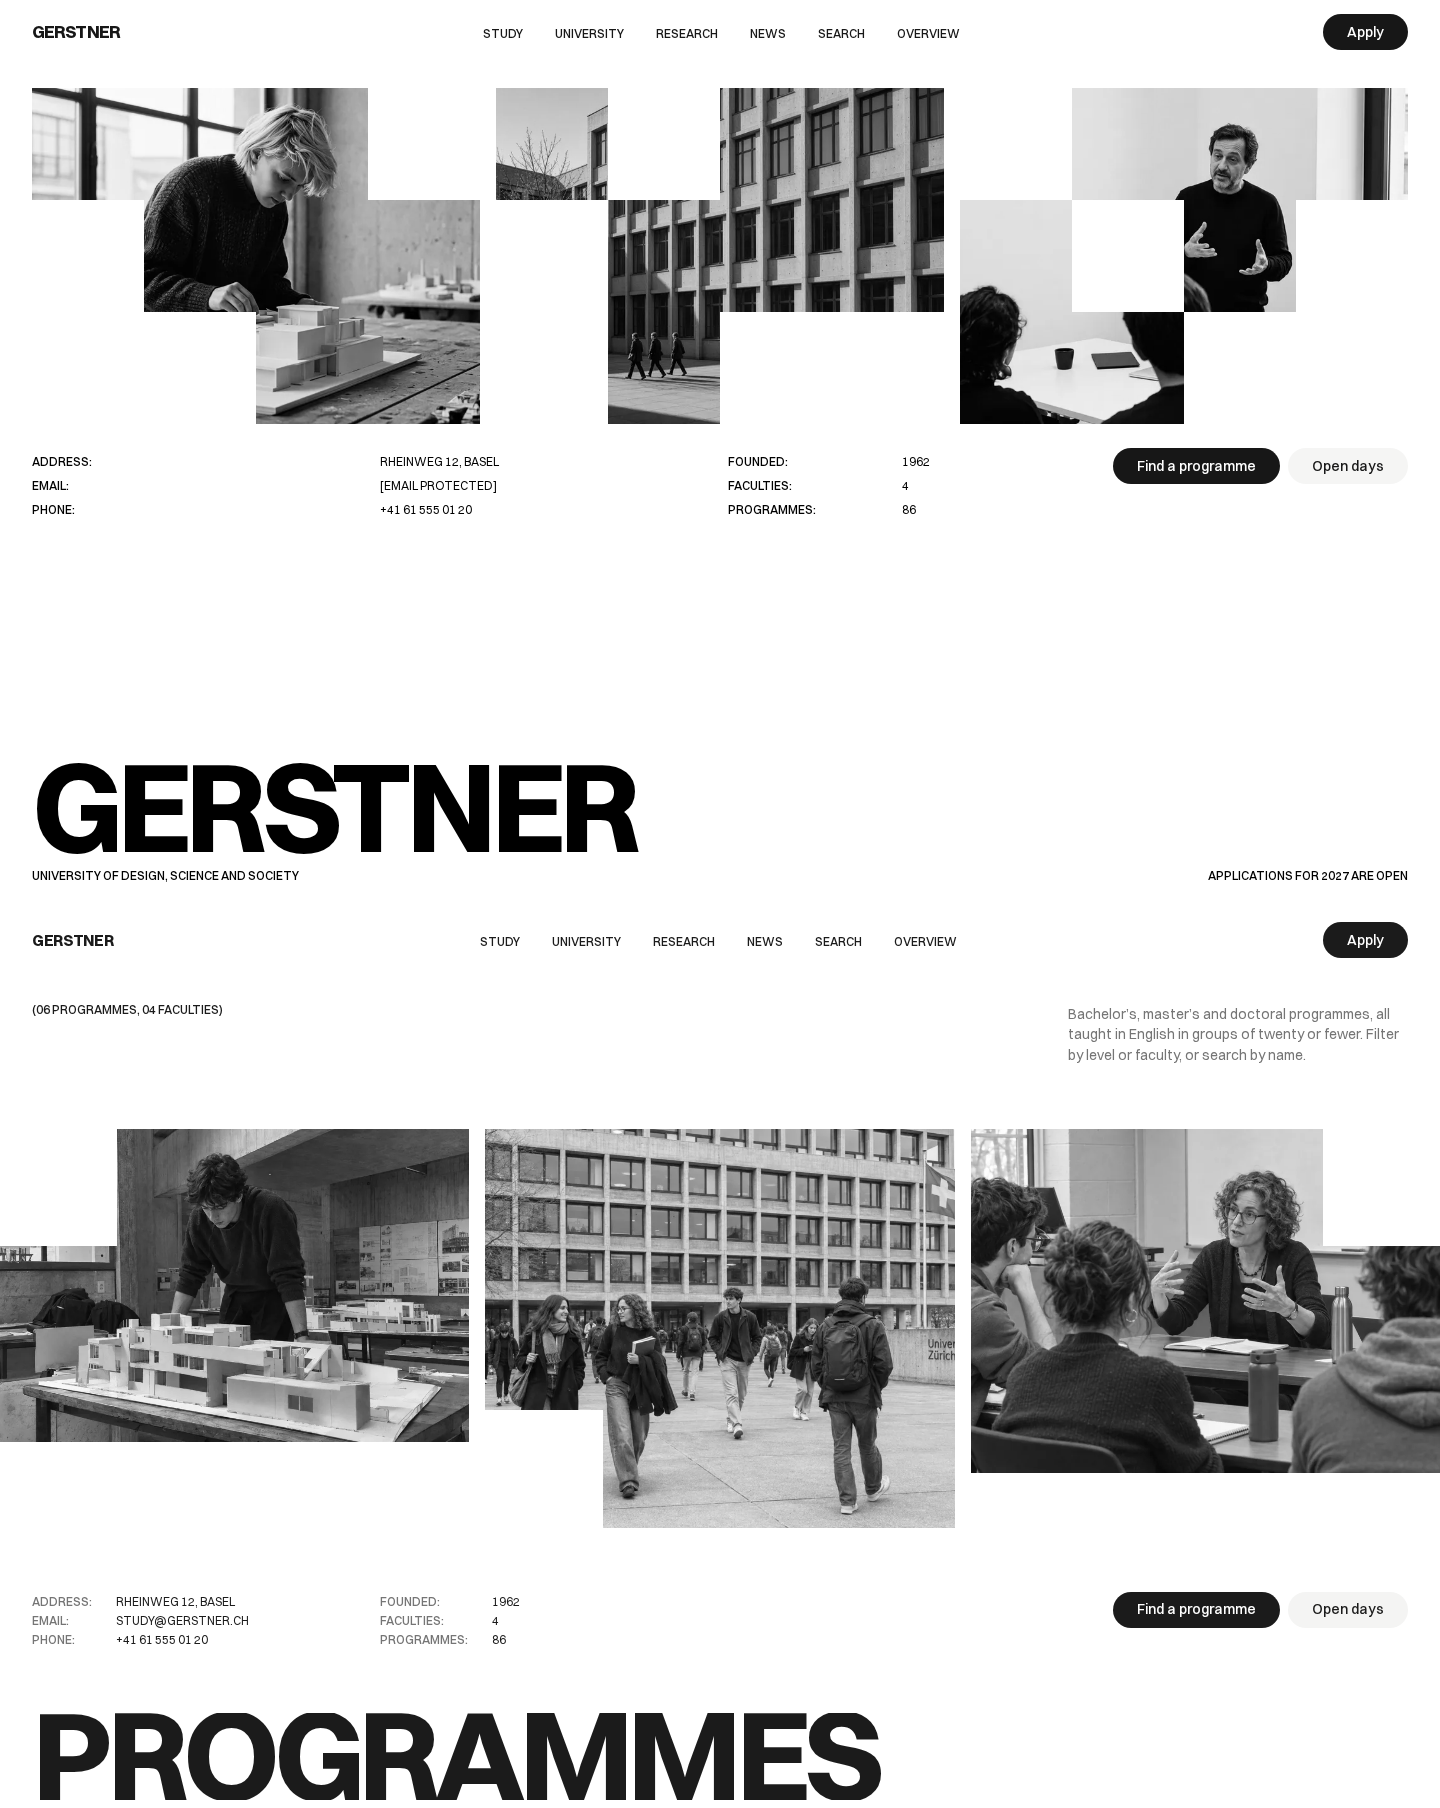 GERSTNER
STUDY UNIVERSITY RESEARCH NEWS SEARCH OVERVIEW
Apply
ADDRESS: RHEINWEG 12, BASEL
EMAIL: [EMAIL PROTECTED]
PHONE: +41 61 555 01 20
FOUNDED: 1962
FACULTIES: 4
PROGRAMMES: 86
Find a programme
Open days
GERSTNER
UNIVERSITY OF DESIGN, SCIENCE AND SOCIETY
APPLICATIONS FOR 2027 ARE OPEN
GERSTNER
STUDY UNIVERSITY RESEARCH NEWS SEARCH OVERVIEW
Apply
(06 PROGRAMMES, 04 FACULTIES)
Bachelor’s, master’s and doctoral programmes, all
taught in English in groups of twenty or fewer. Filter
by level or faculty, or search by name.
Univer
Zürich
ADDRESS: RHEINWEG 12, BASEL
EMAIL: STUDY@GERSTNER.CH
PHONE: +41 61 555 01 20
FOUNDED: 1962
FACULTIES: 4
PROGRAMMES: 86
Find a programme
Open days
PROGRAMMES